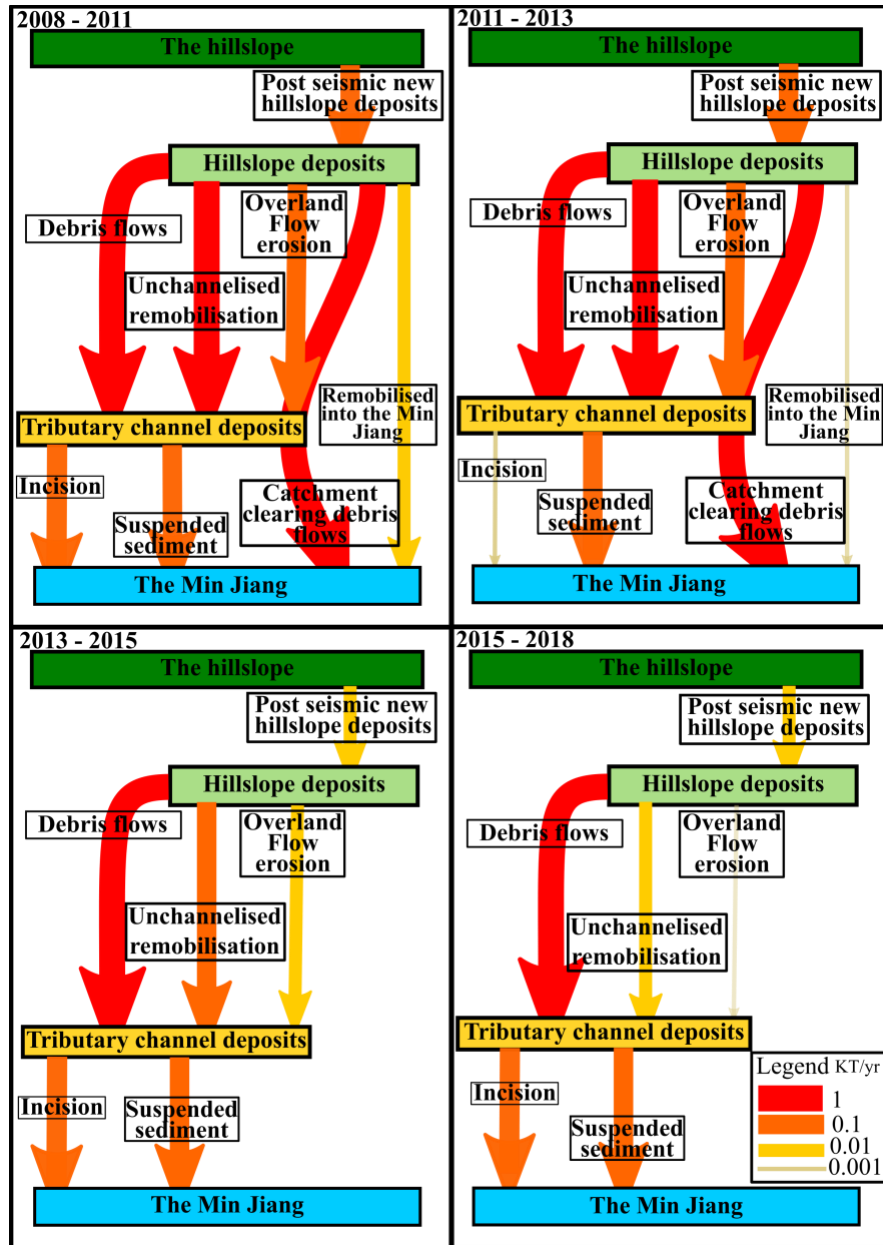 2008 - 2011
The hillslope
Post seismic new
hillslope deposits
Hillslope deposits
Debris flows
Overland
Flow
erosion
Unchannelised
remobilisation
Remobilised
into the Min
Jiang
Tributary channel deposits
Incision
Suspended
sediment
Catchment
clearing debris
flows
The Min Jiang
2011 - 2013
The hillslope
Post seismic new
hillslope deposits
Hillslope deposits
Debris flows
Overland
Flow
erosion
Unchannelised
remobilisation
Remobilised
into the Min
Jiang
Tributary channel deposits
Incision
Suspended
sediment
Catchment
clearing debris
flows
The Min Jiang
2013 - 2015
The hillslope
Post seismic new
hillslope deposits
Hillslope deposits
Debris flows
Overland
Flow
erosion
Unchannelised
remobilisation
Tributary channel deposits
Incision
Suspended
sediment
The Min Jiang
2015 - 2018
The hillslope
Post seismic new
hillslope deposits
Hillslope deposits
Debris flows
Overland
Flow
erosion
Unchannelised
remobilisation
Tributary channel deposits
Incision
Suspended
sediment
The Min Jiang
Legend KT/yr
1
0.1
0.01
0.001